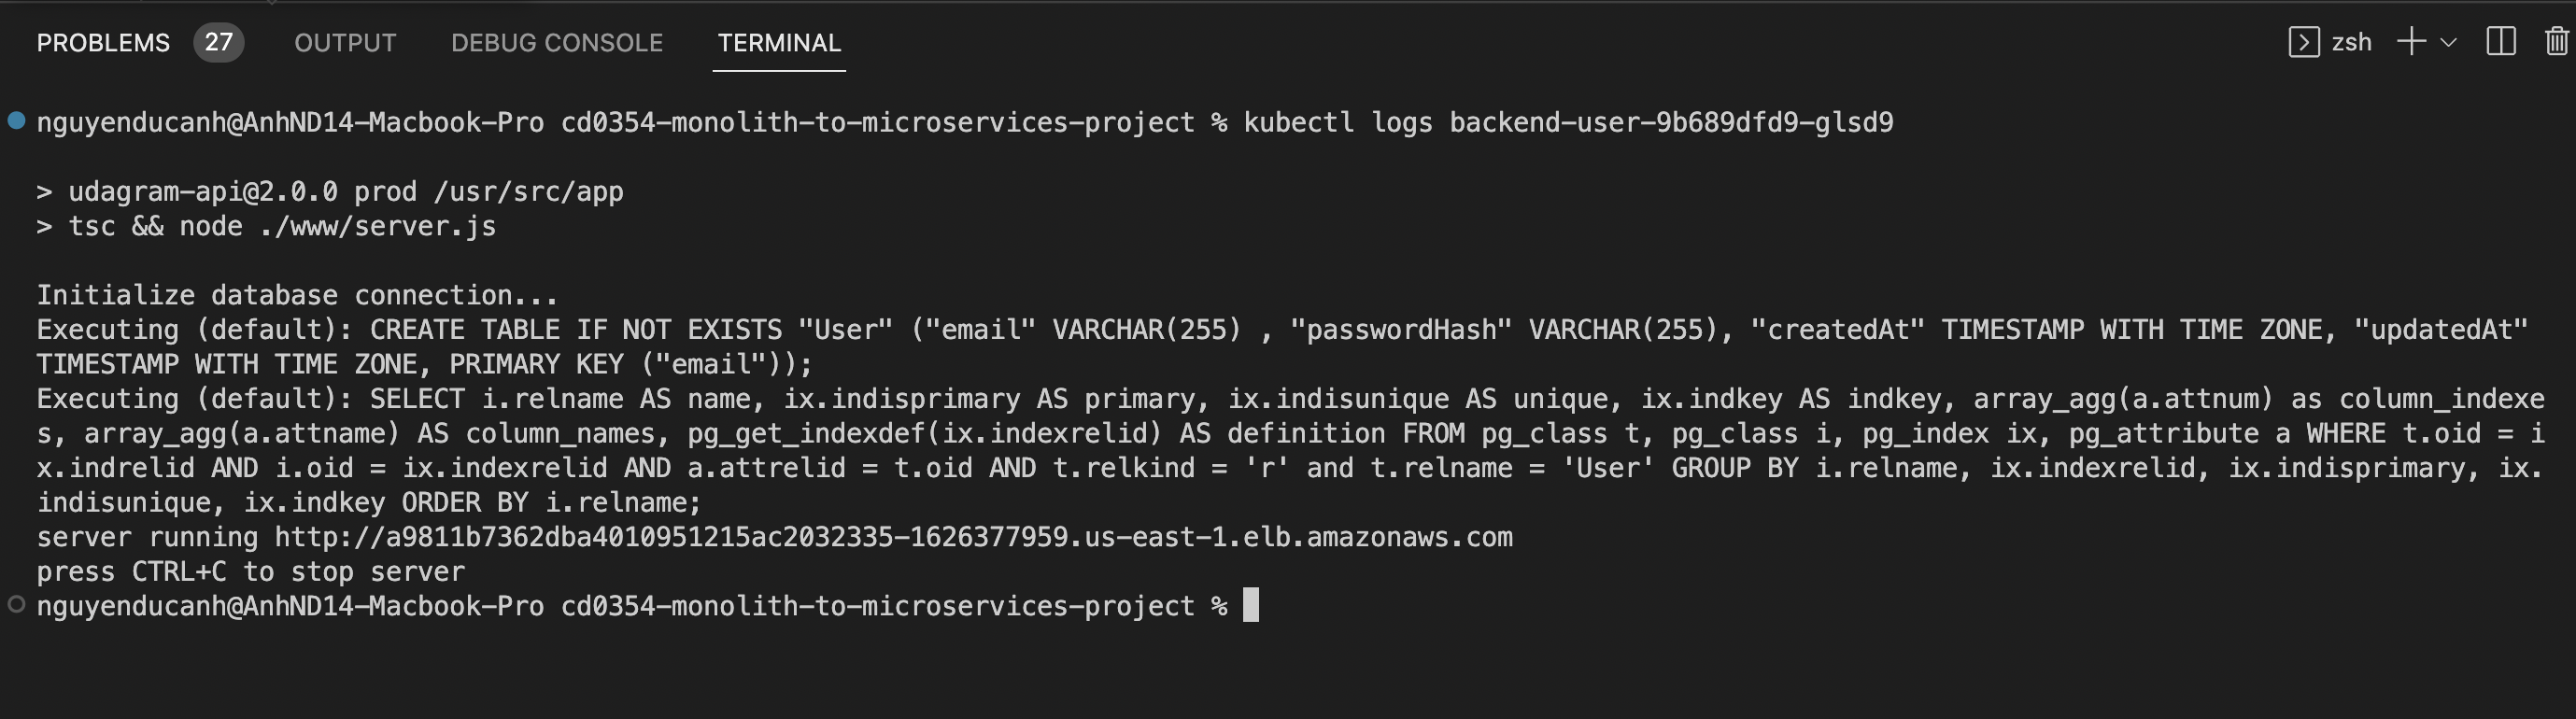 PROBLEMS 27 OUTPUT DEBUG CONSOLE TERMINAL zsh
nguyenducanh@AnhND14-Macbook-Pro cd0354-monolith-to-microservices-project % kubectl logs backend-user-9b689dfd9-glsd9
> udagram-api@2.0.0 prod /usr/src/app
> tsc && node ./www/server.js
Initialize database connection...
Executing (default): CREATE TABLE IF NOT EXISTS "User" ("email" VARCHAR(255) , "passwordHash" VARCHAR(255), "createdAt" TIMESTAMP WITH TIME ZONE, "updatedAt"
TIMESTAMP WITH TIME ZONE, PRIMARY KEY ("email"));
Executing (default): SELECT i.relname AS name, ix.indisprimary AS primary, ix.indisunique AS unique, ix.indkey AS indkey, array_agg(a.attnum) as column_indexe
s, array_agg(a.attname) AS column_names, pg_get_indexdef(ix.indexrelid) AS definition FROM pg_class t, pg_class i, pg_index ix, pg_attribute a WHERE t.oid = i
x.indrelid AND i.oid = ix.indexrelid AND a.attrelid = t.oid AND t.relkind = 'r' and t.relname = 'User' GROUP BY i.relname, ix.indexrelid, ix.indisprimary, ix.
indisunique, ix.indkey ORDER BY i.relname;
server running http://a9811b7362dba4010951215ac2032335-1626377959.us-east-1.elb.amazonaws.com
press CTRL+C to stop server
nguyenducanh@AnhND14-Macbook-Pro cd0354-monolith-to-microservices-project %